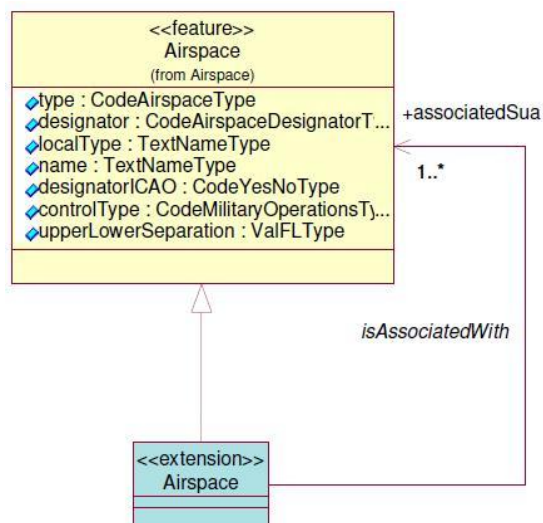 <<feature>>
Airspace
(from Airspace)
type : CodeAirspaceType
designator : CodeAirspaceDesignatorT...
localType : TextNameType
name : TextNameType
designatorICAO : CodeYesNoType
controlType : CodeMilitaryOperationsTy...
upperLowerSeparation : ValFLType
+associatedSua
1..*
isAssociatedWith
<<extension>>
Airspace